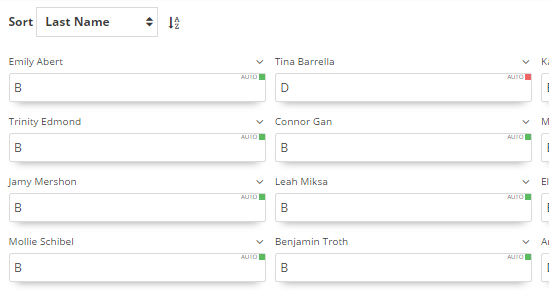 Sort Last Name A Z
Emily Abert Tina Barrella
AUTO AUTO
B D
Trinity Edmond Connor Gan
AUTO AUTO
B B
Jamy Mershon Leah Miksa
AUTO AUTO
B B
Mollie Schibel Benjamin Troth
AUTO AUTO
B B